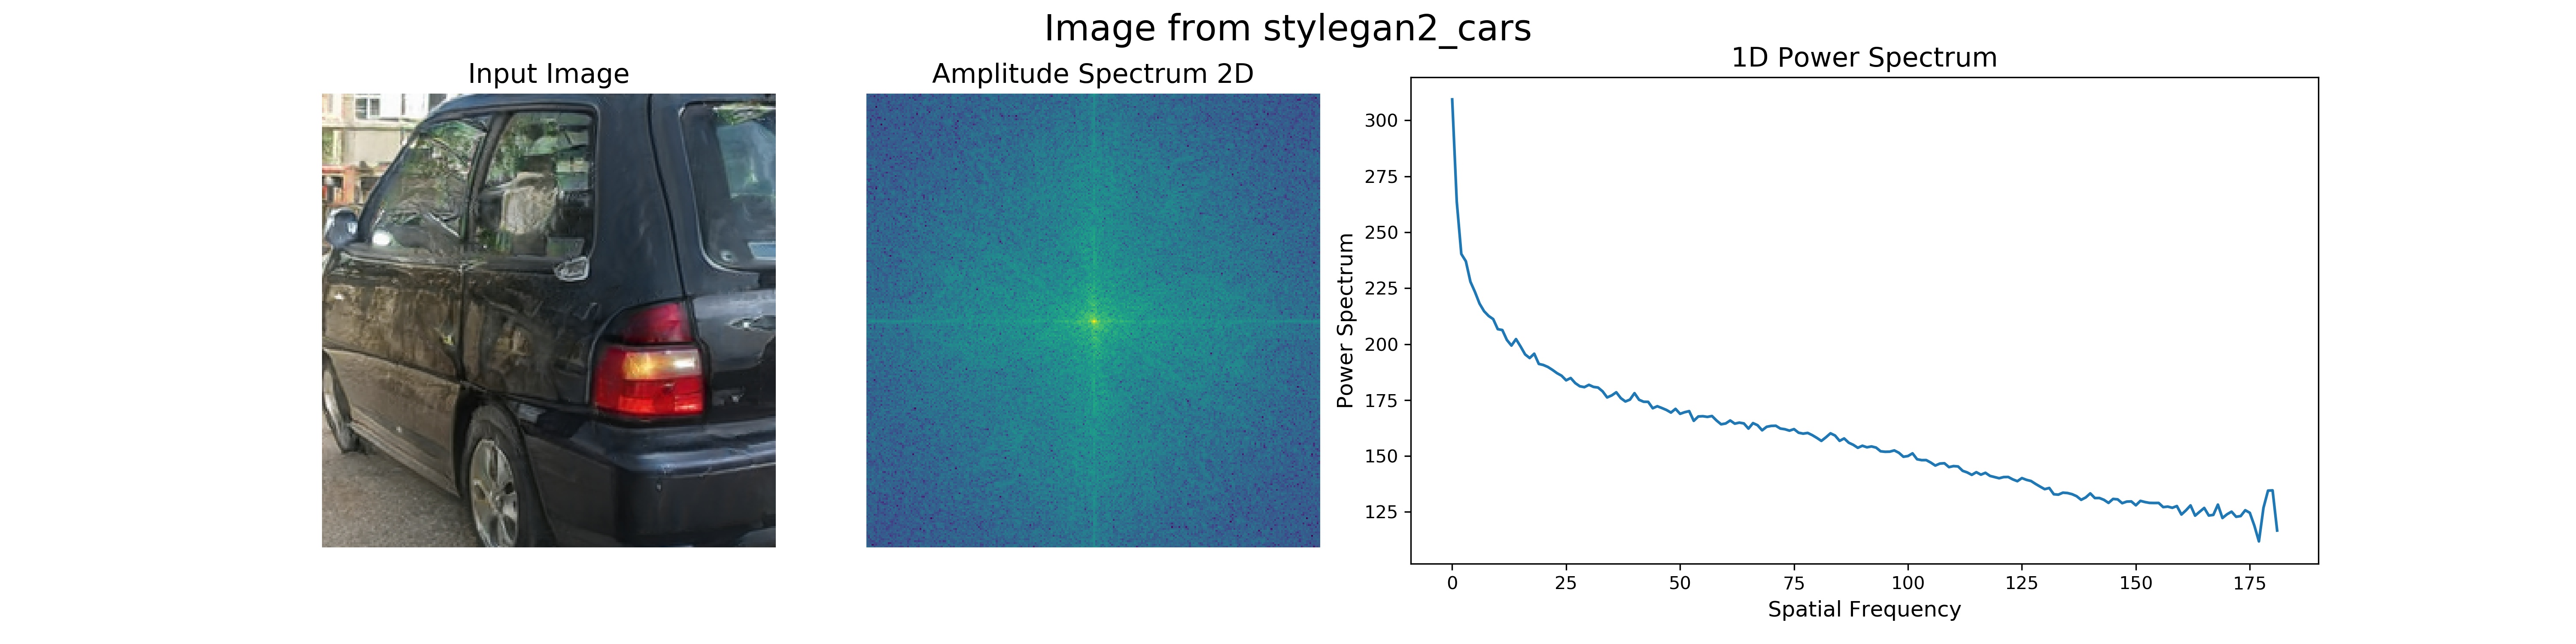 Image from stylegan2_cars
Input Image
Amplitude Spectrum 2D
1D Power Spectrum
Power Spectrum
300
275
250
225
200
175
150
125
0
25
50
75
100
125
150
175
Spatial Frequency